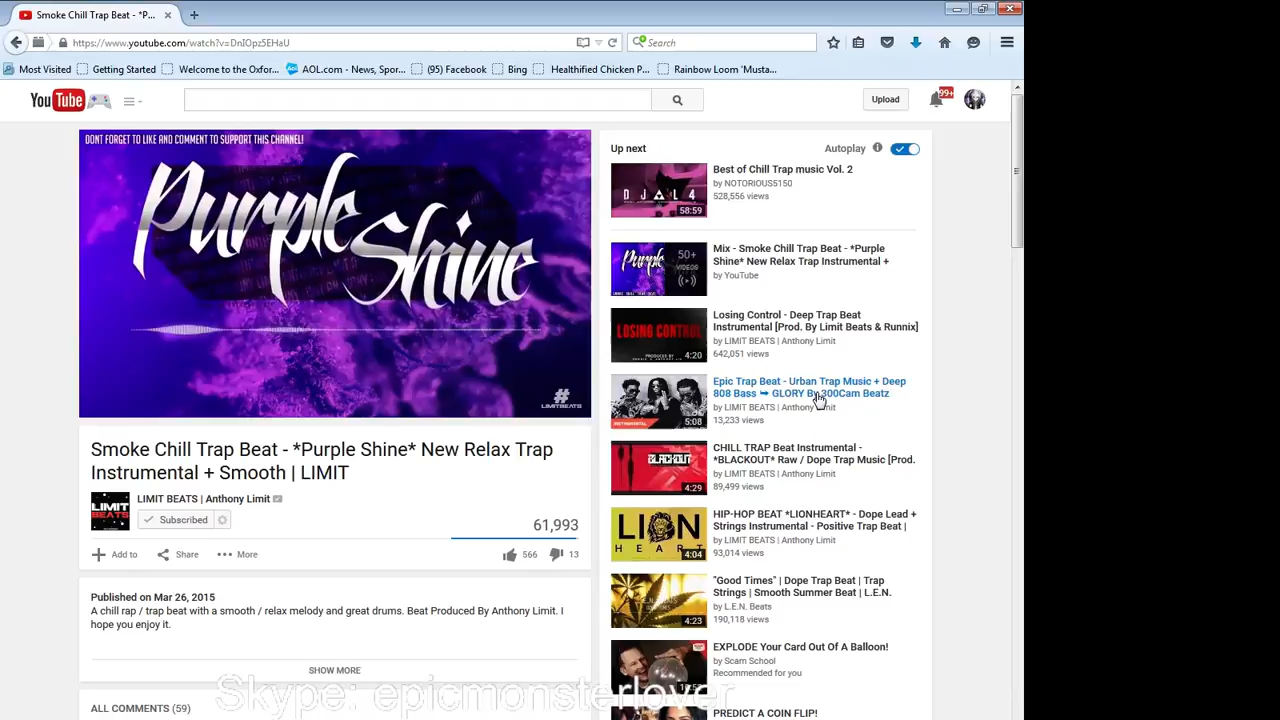 Smoke Chill Trap Beat - *P...
https://www.youtube.com/watch?v=DnIOpz5EHaU
Search
Most Visited
Getting Started
Welcome to the Oxfor...
Aol
AOL.com - News, Spor...
(95) Facebook
Bing
Healthified Chicken P...
Rainbow Loom 'Musta...
YouTube
Upload
99+
DONT FORGET TO LIKE AND COMMENT TO SUPPORT THIS CHANNEL!
Purple
Shine
#
LIMITBEATS
Smoke Chill Trap Beat - *Purple Shine* New Relax Trap
Instrumental + Smooth | LIMIT
LIMIT
BEATS
LIMIT BEATS | Anthony Limit
Subscribed
61,993
Add to
Share
More
566
13
Published on Mar 26, 2015
A chill rap / trap beat with a smooth / relax melody and great drums. Beat Produced By Anthony Limit. I
hope you enjoy it.
SHOW MORE
ALL COMMENTS (59)
Up next
Autoplay
DJ L4
58:59
Best of Chill Trap music Vol. 2
by NOTORIOUS5150
528,556 views
Purple
50+
VIDEOS
Mix - Smoke Chill Trap Beat - *Purple
Shine* New Relax Trap Instrumental +
by YouTube
LOSING CONTROL
4:20
Losing Control - Deep Trap Beat
Instrumental [Prod. By Limit Beats & Runnix]
by LIMIT BEATS | Anthony Limit
642,051 views
INSTRUMENTAL
5:08
Epic Trap Beat - Urban Trap Music + Deep
808 Bass ➥ GLORY By 300Cam Beatz
by LIMIT BEATS | Anthony Limit
13,233 views
BLACKOUT
4:29
CHILL TRAP Beat Instrumental -
*BLACKOUT* Raw / Dope Trap Music [Prod.
by LIMIT BEATS | Anthony Limit
89,499 views
LION
HEART
4:04
HIP-HOP BEAT *LIONHEART* - Dope Lead +
Strings Instrumental - Positive Trap Beat |
by LIMIT BEATS | Anthony Limit
93,014 views
4:23
"Good Times" | Dope Trap Beat | Trap
Strings | Smooth Summer Beat | L.E.N.
by L.E.N. Beats
190,118 views
EXPLODE Your Card Out Of A Balloon!
by Scam School
Recommended for you
PREDICT A COIN FLIP!
Skype: epicmonsterlover